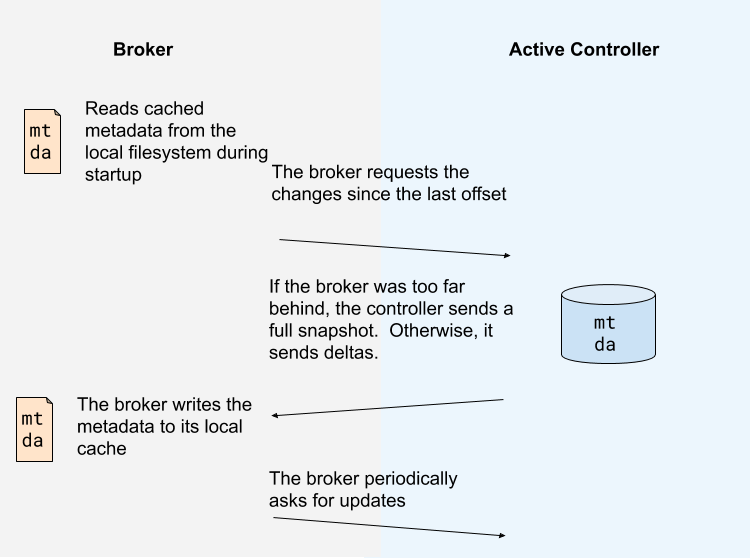 Broker
Active Controller
mt
da
Reads cached
metadata from the
local filesystem during
startup
The broker requests the
changes since the last offset
If the broker was too far
behind, the controller sends a
full snapshot.  Otherwise, it
sends deltas.
mt
da
mt
da
The broker writes the
metadata to its local
cache
The broker periodically
asks for updates